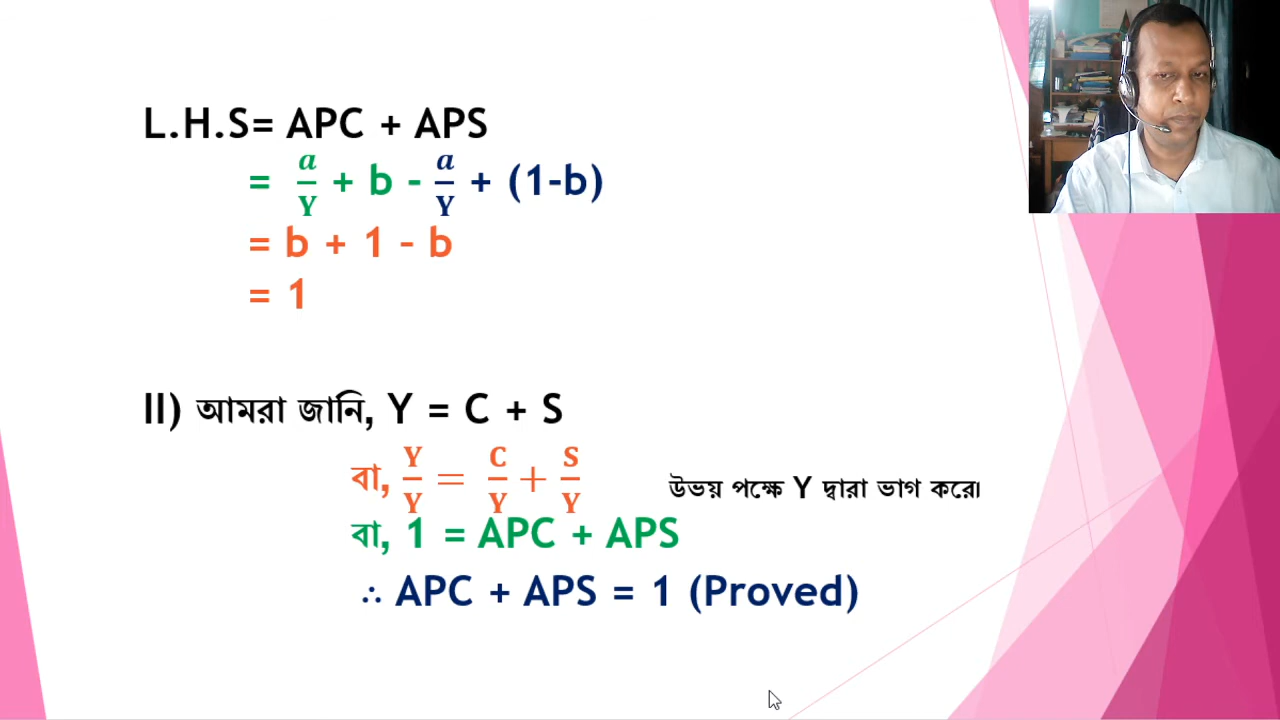 L.H.S= APC + APS
= a/Y + b - a/Y + (1-b)
= b + 1 – b
= 1
II) আমরা জানি, Y = C + S
বা, Y/Y = C/Y + S/Y উভয় পক্ষে Y দ্বারা ভাগ করে।
বা, 1 = APC + APS
∴ APC + APS = 1 (Proved)